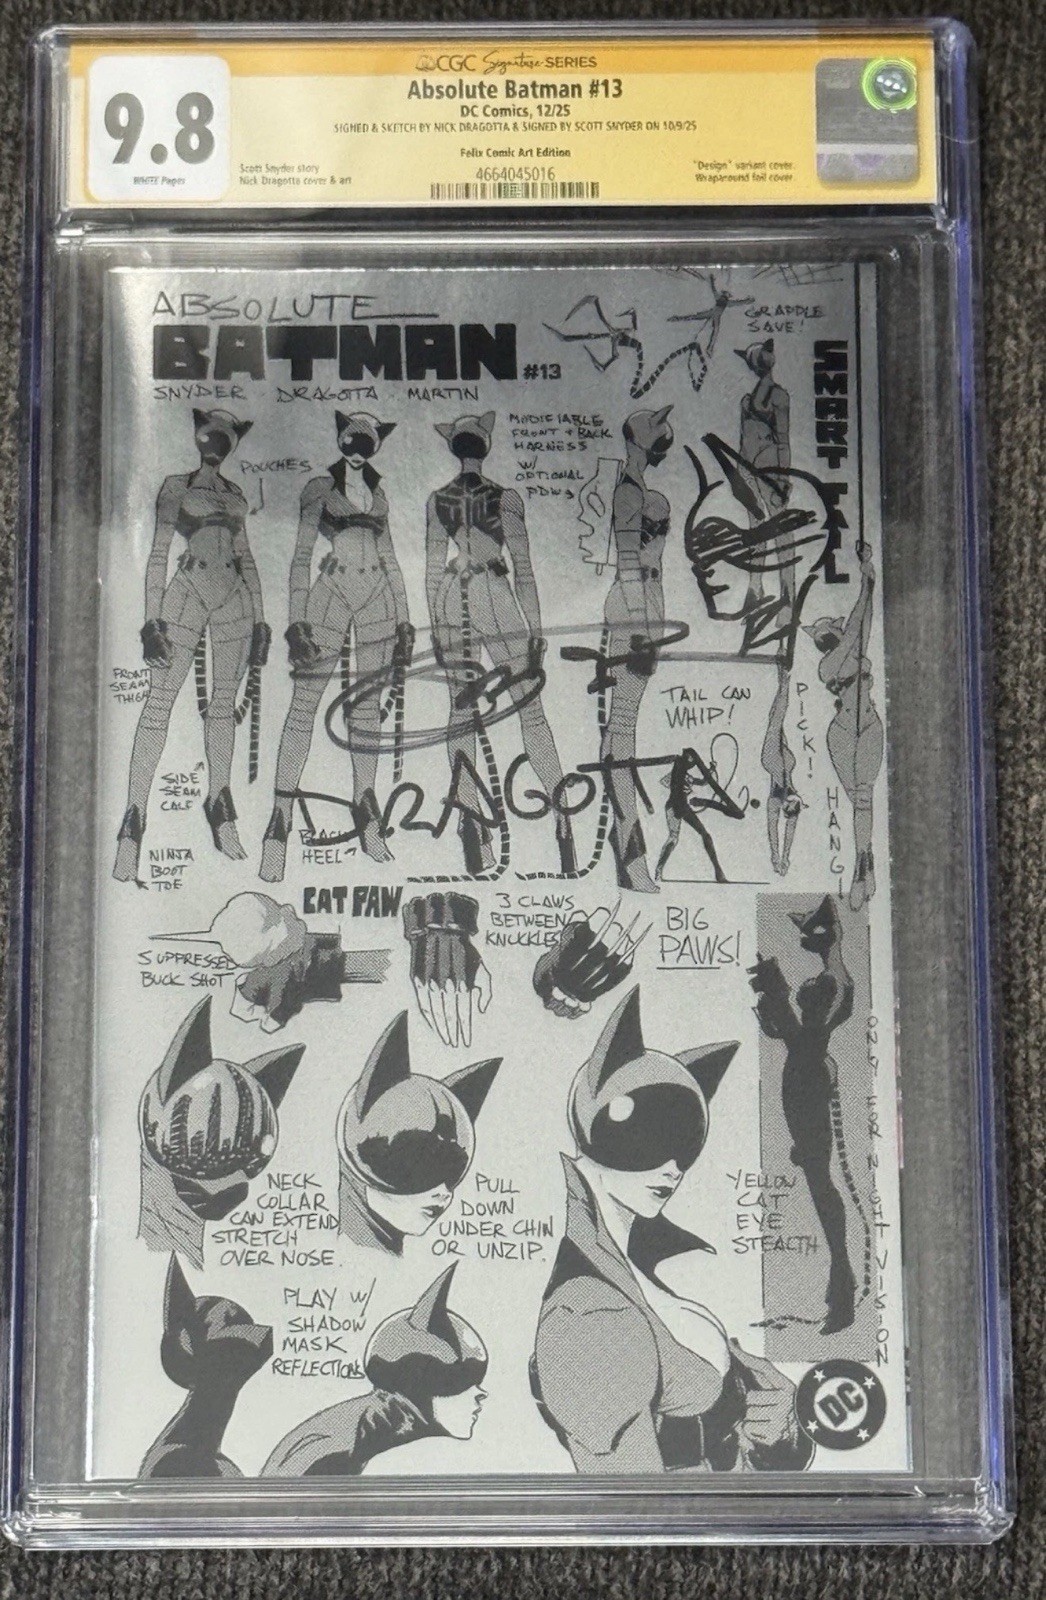 CGC Signature SERIES
Absolute Batman #13
DC Comics, 12/25
SIGNED & SKETCH BY NICK DRAGOTTA & SIGNED BY SCOTT SNYDER ON 10/9/25
Felix Comic Art Edition
9.8
WHITE Pages
Scott Snyder story
Nick Dragotta cover & art
4664045016
"Design" variant cover.
Wraparound foil cover.
ABSOLUTE
BATMAN #13
SNYDER · DRAGOTTA · MARTIN
GRAPPLE
SAVE!
SMART TAIL
POUCHES
MODIFIABLE
FRONT + BACK
HARNESS
W/
OPTIONAL
PDWs
FRONT
SEAM
THIGH
TAIL CAN
WHIP!
PICK!
HANG!
SIDE
SEAM
CALF
DRAGOTTA.
BLACK
HEEL
NINJA
BOOT
TOE
CAT PAW
3 CLAWS
BETWEEN
KNUCKLES
BIG
PAWS!
SUPPRESSED
BUCK SHOT
NECK
COLLAR
CAN EXTEND
STRETCH
OVER NOSE.
PULL
DOWN
UNDER CHIN
OR UNZIP.
YELLOW
CAT
EYE
STEALTH
PLAY W/
SHADOW
MASK
REFLECTIONS
DC